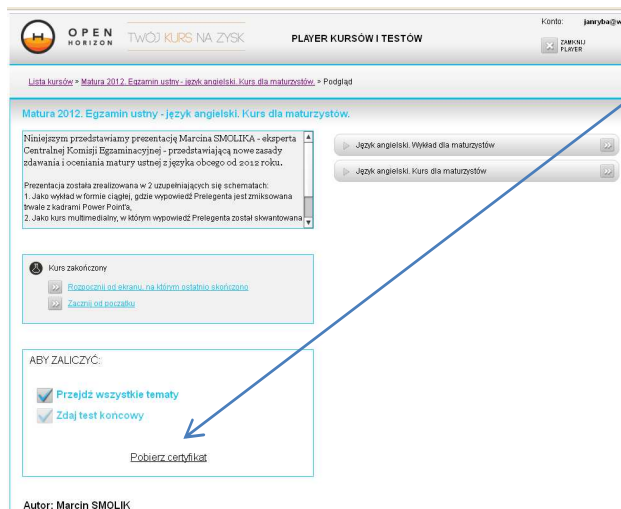 OPEN HORIZON
TWÓJ KURS NA ZYSK
PLAYER KURSÓW I TESTÓW
Konto: janryba@w
ZAMKNIJ
PLAYER
Lista kursów » Matura 2012. Egzamin ustny - język angielski. Kurs dla maturzystów. » Podgląd
Matura 2012. Egzamin ustny - język angielski. Kurs dla maturzystów.
Niniejszym przedstawiamy prezentację Marcina SMOLIKA - eksperta
Centralnej Komisji Egzaminacyjnej - przedstawiającą nowe zasady
zdawania i oceniania matury ustnej z języka obcego od 2012 roku.
Prezentacja została zrealizowana w 2 uzupełniających się schematach:
1. Jako wykład w formie ciągłej, gdzie wypowiedź Prelegenta jest zmiksowana
trwale z kadrami Power Point'a,
2. Jako kurs multimedialny, w którym wypowiedź Prelegenta został skwantowana
Język angielski. Wykład dla maturzystów
Język angielski. Kurs dla maturzystów
Kurs zakończony
Rozpocznij od ekranu, na którym ostatnio skończono
Zacznij od początku
ABY ZALICZYĆ:
Przejdź wszystkie tematy
Zdaj test końcowy
Pobierz certyfikat
Autor: Marcin SMOLIK